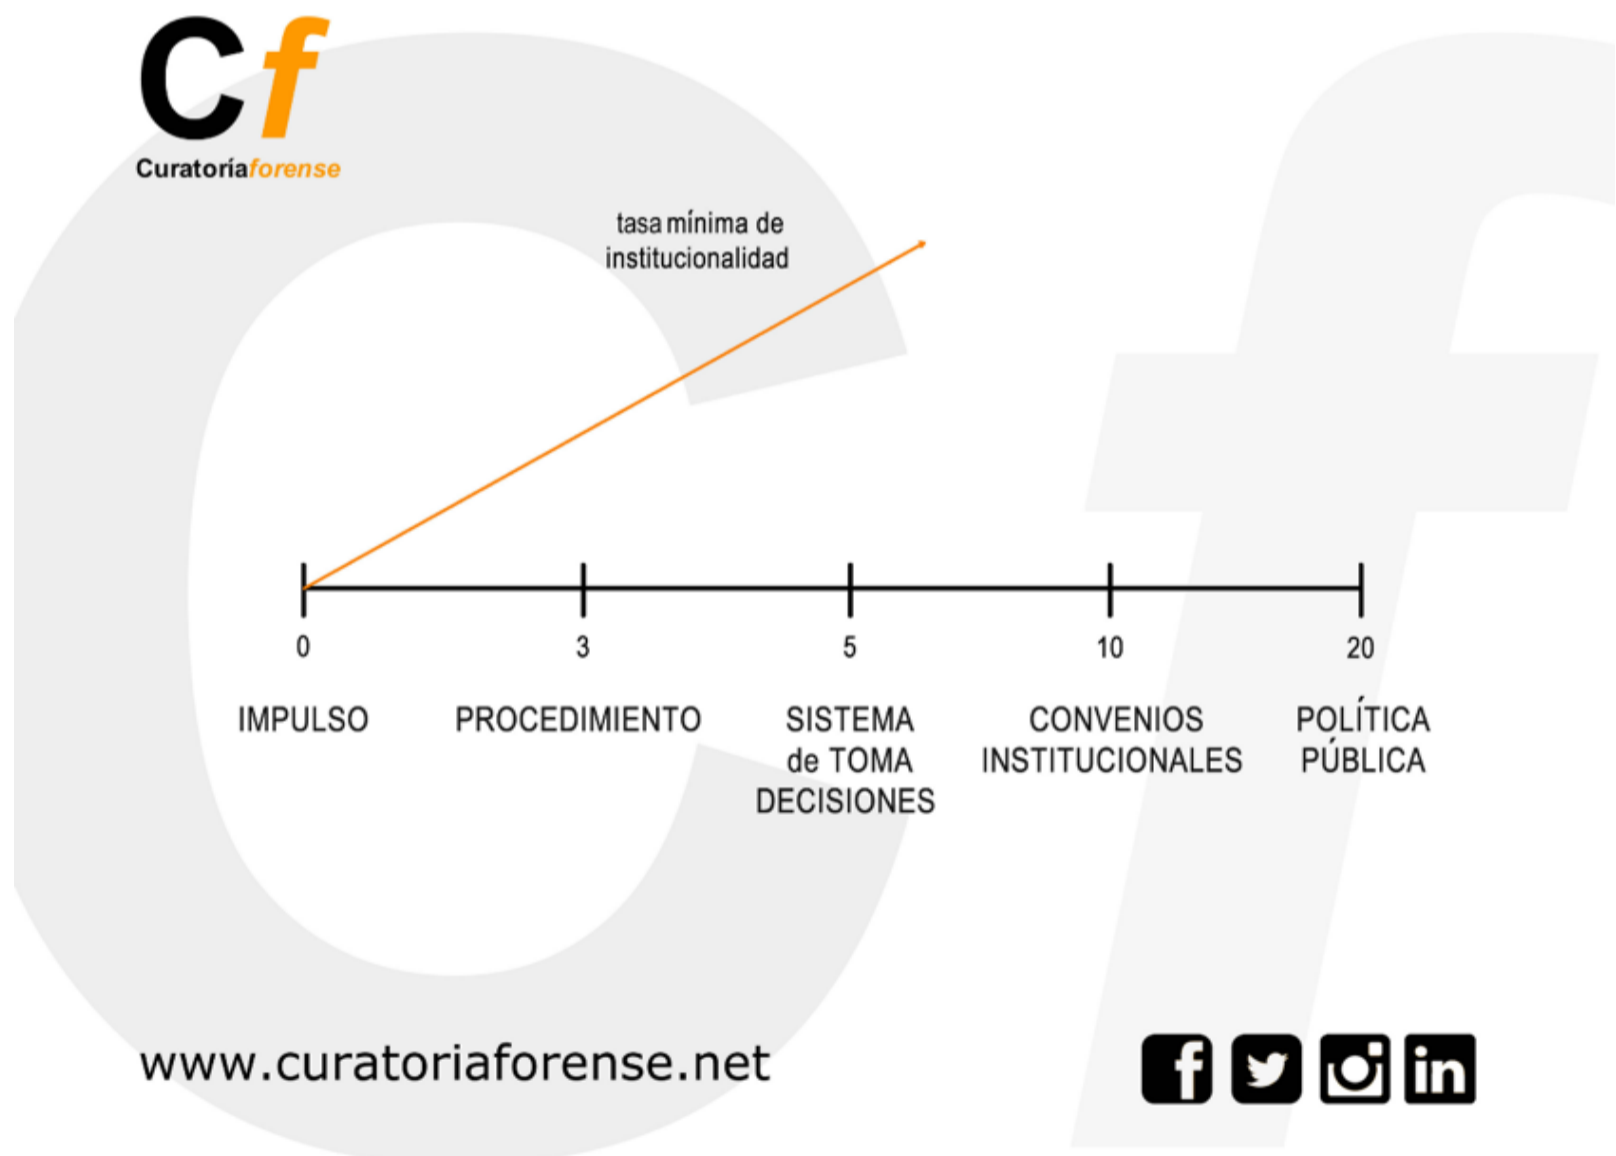 Cf
Curatoríaforense
tasa mínima de
institucionalidad
0 3 5 10 20
IMPULSO PROCEDIMIENTO SISTEMA CONVENIOS POLÍTICA
de TOMA INSTITUCIONALES PÚBLICA
DECISIONES
www.curatoriaforense.net